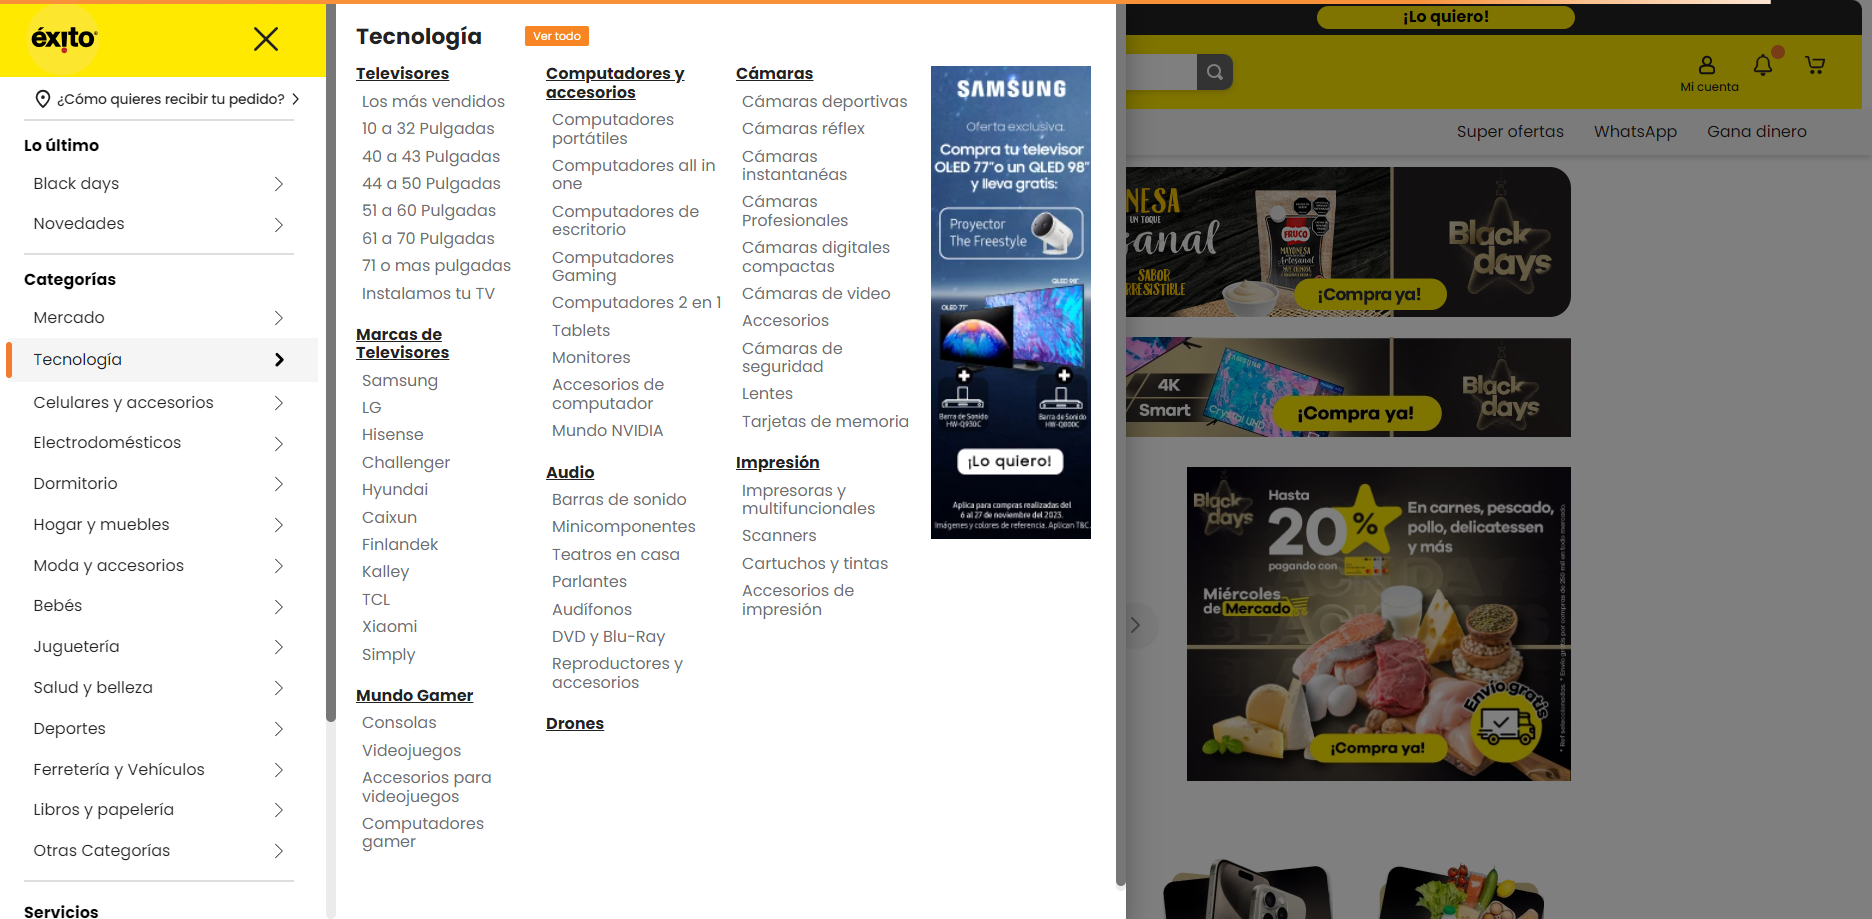 éxito
¿Cómo quieres recibir tu pedido?
Lo último
Black days
Novedades
Categorías
Mercado
Tecnología
Celulares y accesorios
Electrodomésticos
Dormitorio
Hogar y muebles
Moda y accesorios
Bebés
Juguetería
Salud y belleza
Deportes
Ferretería y Vehículos
Libros y papelería
Otras Categorías
Servicios
Tecnología
Ver todo
Televisores
Los más vendidos
10 a 32 Pulgadas
40 a 43 Pulgadas
44 a 50 Pulgadas
51 a 60 Pulgadas
61 a 70 Pulgadas
71 o mas pulgadas
Instalamos tu TV
Marcas de
Televisores
Samsung
LG
Hisense
Challenger
Hyundai
Caixun
Finlandek
Kalley
TCL
Xiaomi
Simply
Mundo Gamer
Consolas
Videojuegos
Accesorios para
videojuegos
Computadores
gamer
Computadores y
accesorios
Computadores
portátiles
Computadores all in
one
Computadores de
escritorio
Computadores
Gaming
Computadores 2 en 1
Tablets
Monitores
Accesorios de
computador
Mundo NVIDIA
Audio
Barras de sonido
Minicomponentes
Teatros en casa
Parlantes
Audífonos
DVD y Blu-Ray
Reproductores y
accesorios
Drones
Cámaras
Cámaras deportivas
Cámaras réflex
Cámaras
instantanéas
Cámaras
Profesionales
Cámaras digitales
compactas
Cámaras de video
Accesorios
Cámaras de
seguridad
Lentes
Tarjetas de memoria
Impresión
Impresoras y
multifuncionales
Scanners
Cartuchos y tintas
Accesorios de
impresión
SAMSUNG
Oferta exclusiva.
Compra tu televisor
OLED 77" o un QLED 98"
y lleva gratis:
Proyector
The Freestyle
QLED 98"
OLED 77"
Barra de Sonido
HW-Q930C
Barra de Sonido
HW-Q800C
¡Lo quiero!
Aplica para compras realizadas del
6 al 27 de noviembre del 2023.
Imágenes y colores de referencia. Aplican T&C.
¡Lo quiero!
Mi cuenta
Super ofertas
WhatsApp
Gana dinero
NESA
UN TOQUE
sanal
SABOR
RRESISTIBLE
FRUCO
MAYONESA
Artesanal
¡Compra ya!
Black
days
4K
Smart
SAMSUNG
Crystal UHD
¡Compra ya!
Black
days
Black
days
Hasta
20%
pagando con
En carnes, pescado,
pollo, delicatessen
y más
Miércoles
de Mercado
Envío gratis
¡Compra ya!